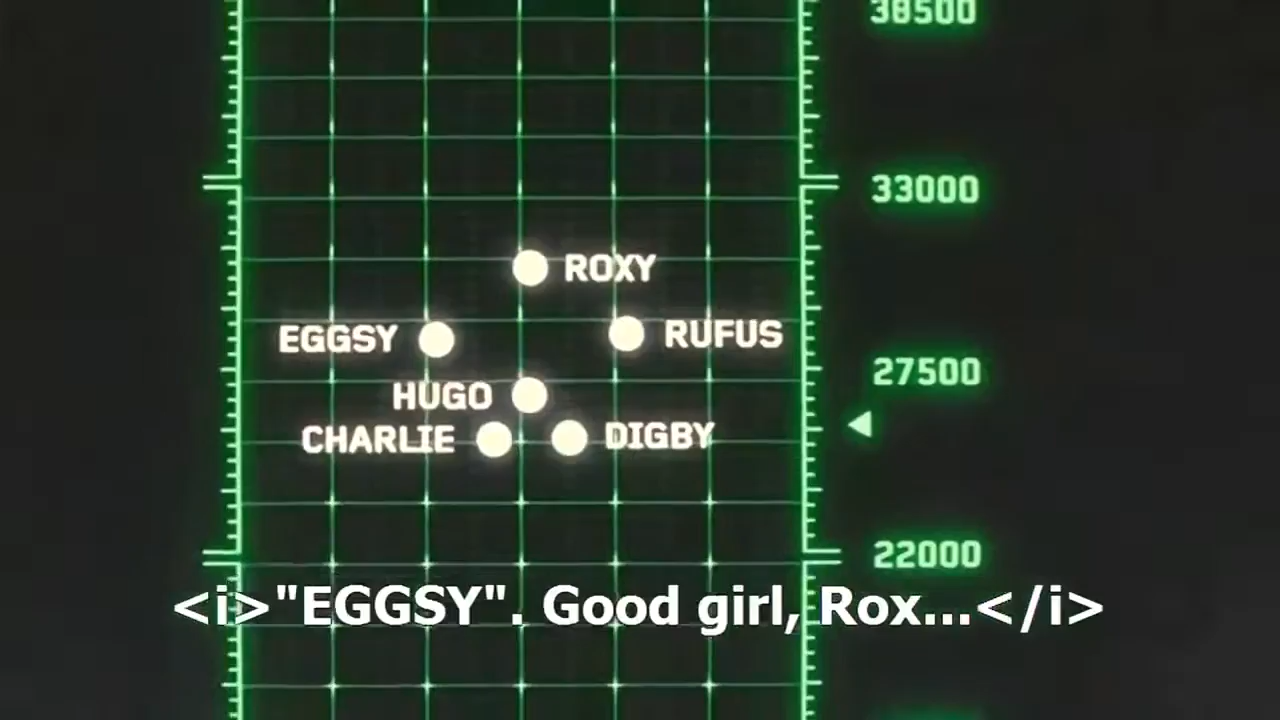 38500
33000
ROXY
EGGSY
RUFUS
27500
HUGO
CHARLIE
DIGBY
22000
<i>"EGGSY". Good girl, Rox...</i>